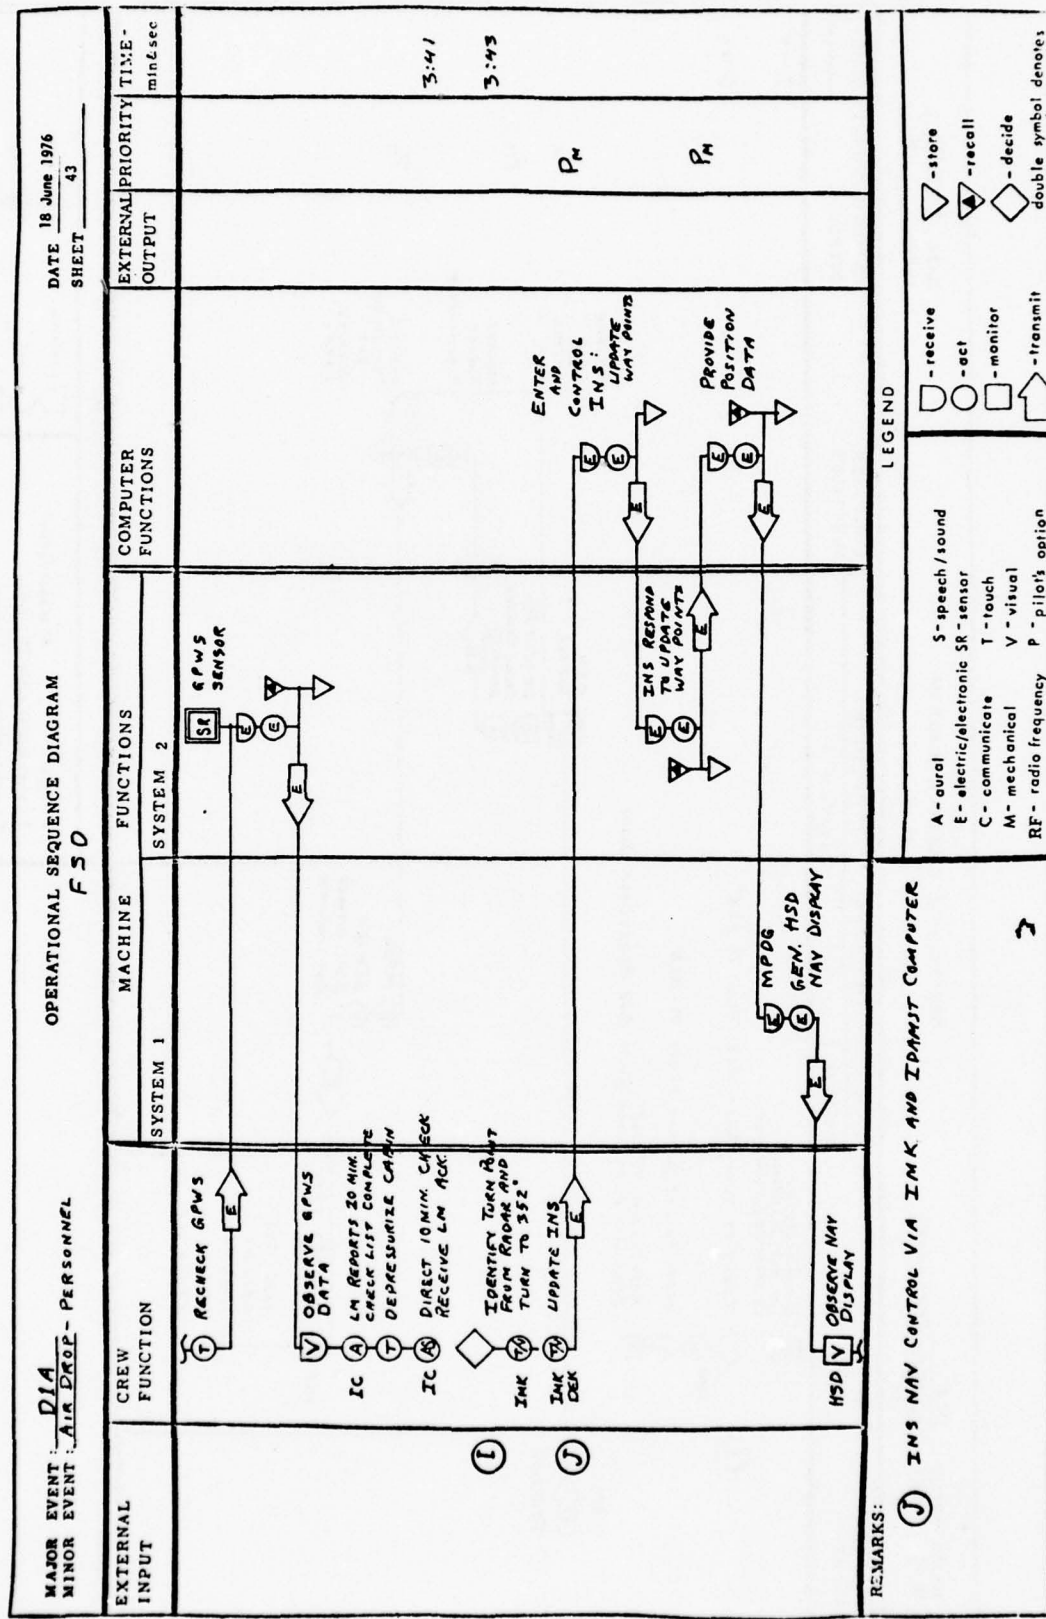 MAJOR EVENT: D1A
MINOR EVENT: AIR DROP - PERSONNEL
OPERATIONAL SEQUENCE DIAGRAM
FSO
DATE 18 June 1976
SHEET 43
EXTERNAL INPUT
CREW FUNCTION
MACHINE FUNCTIONS
SYSTEM 1
SYSTEM 2
COMPUTER FUNCTIONS
EXTERNAL OUTPUT
PRIORITY
TIME - min&sec
T
RECHECK GPWS
E
SR
GPWS SENSOR
E
E
E
V
OBSERVE GPWS
DATA
IC
A
LM REPORTS 20 MIN.
CHECK LIST COMPLETE
T
DEPRESSURIZE CABIN
IC
AS
DIRECT 10 MIN. CHECK
RECEIVE LM ACK.
3:41
I
IDENTIFY TURN POINT
FROM RADAR AND
TURN TO 352°
3:43
IMK
T/V
J
IMK
DEK
T/V
UPDATE INS
E
E
E
ENTER
AND
CONTROL
INS:
UPDATE
WAY POINTS
PM
E
INS RESPOND
TO UPDATE
WAY POINTS
E
E
E
E
E
PROVIDE
POSITION
DATA
PM
E
E
MPDG
E
GEN. HSD
NAV DISPLAY
E
HSD
V
OBSERVE NAV
DISPLAY
REMARKS:
J INS NAV CONTROL VIA IMK AND IDAMST COMPUTER
LEGEND
A - aural
S - speech/sound
E - electric/electronic
SR - sensor
C - communicate
T - touch
M - mechanical
V - visual
RF - radio frequency
P - pilot's option
- receive
- act
- monitor
- transmit
- store
- recall
- decide
double symbol denotes